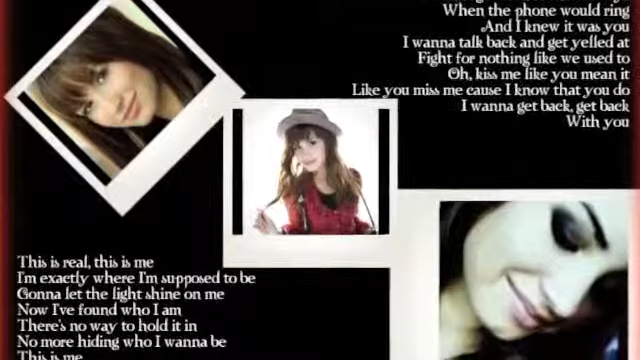 When the phone would ring
And I knew it was you
I wanna talk back and get yelled at
Fight for nothing like we used to
Oh, kiss me like you mean it
Like you miss me cause I know that you do
I wanna get back, get back
With you
This is real, this is me
I'm exactly where I'm supposed to be
Gonna let the light shine on me
Now I've found who I am
There's no way to hold it in
No more hiding who I wanna be
This is me